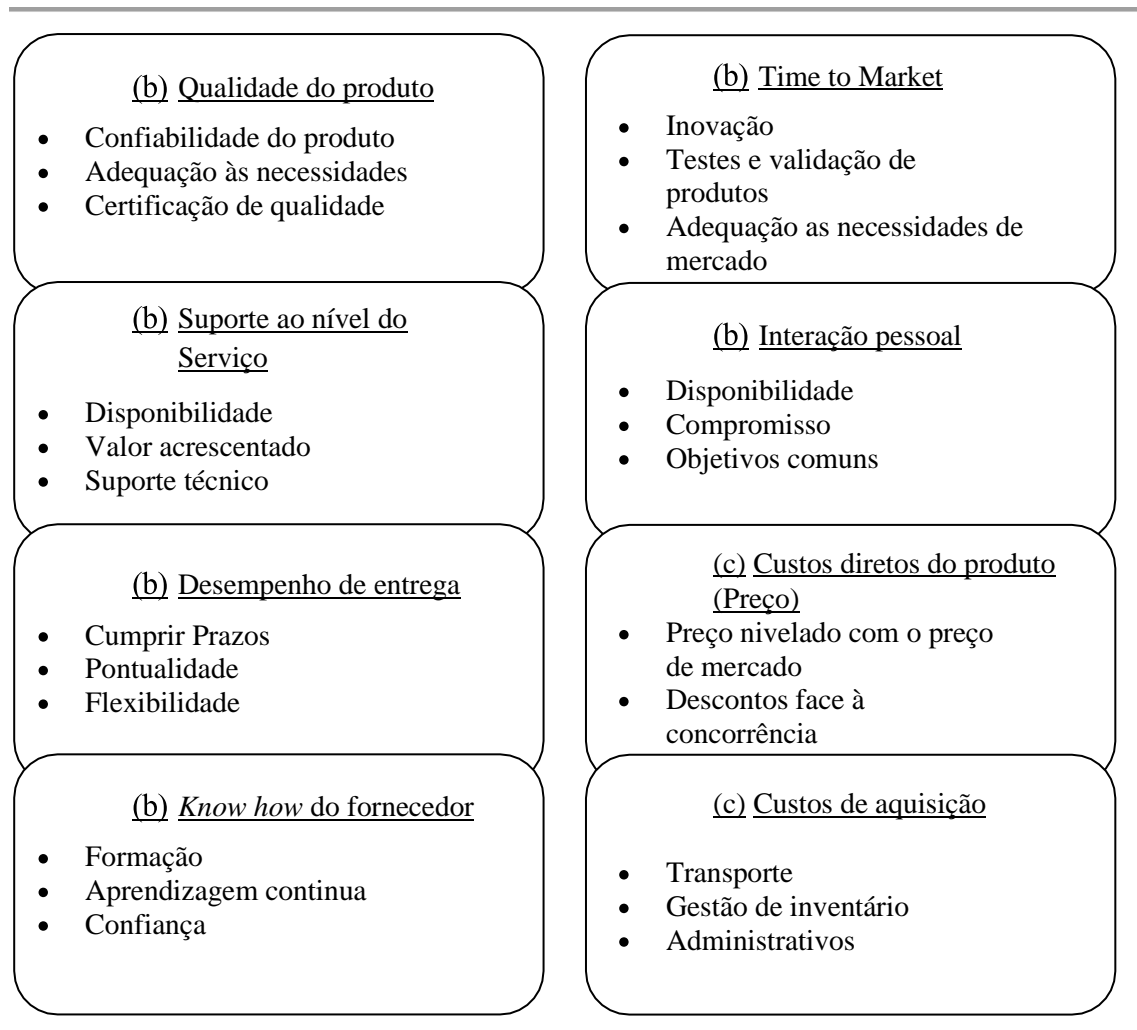 (b) Qualidade do produto
• Confiabilidade do produto
• Adequação às necessidades
• Certificação de qualidade
(b) Suporte ao nível do
Serviço
• Disponibilidade
• Valor acrescentado
• Suporte técnico
(b) Desempenho de entrega
• Cumprir Prazos
• Pontualidade
• Flexibilidade
(b) Know how do fornecedor
• Formação
• Aprendizagem continua
• Confiança
(b) Time to Market
• Inovação
• Testes e validação de
produtos
• Adequação as necessidades de
mercado
(b) Interação pessoal
• Disponibilidade
• Compromisso
• Objetivos comuns
(c) Custos diretos do produto
(Preço)
• Preço nivelado com o preço
de mercado
• Descontos face à
concorrência
(c) Custos de aquisição
• Transporte
• Gestão de inventário
• Administrativos